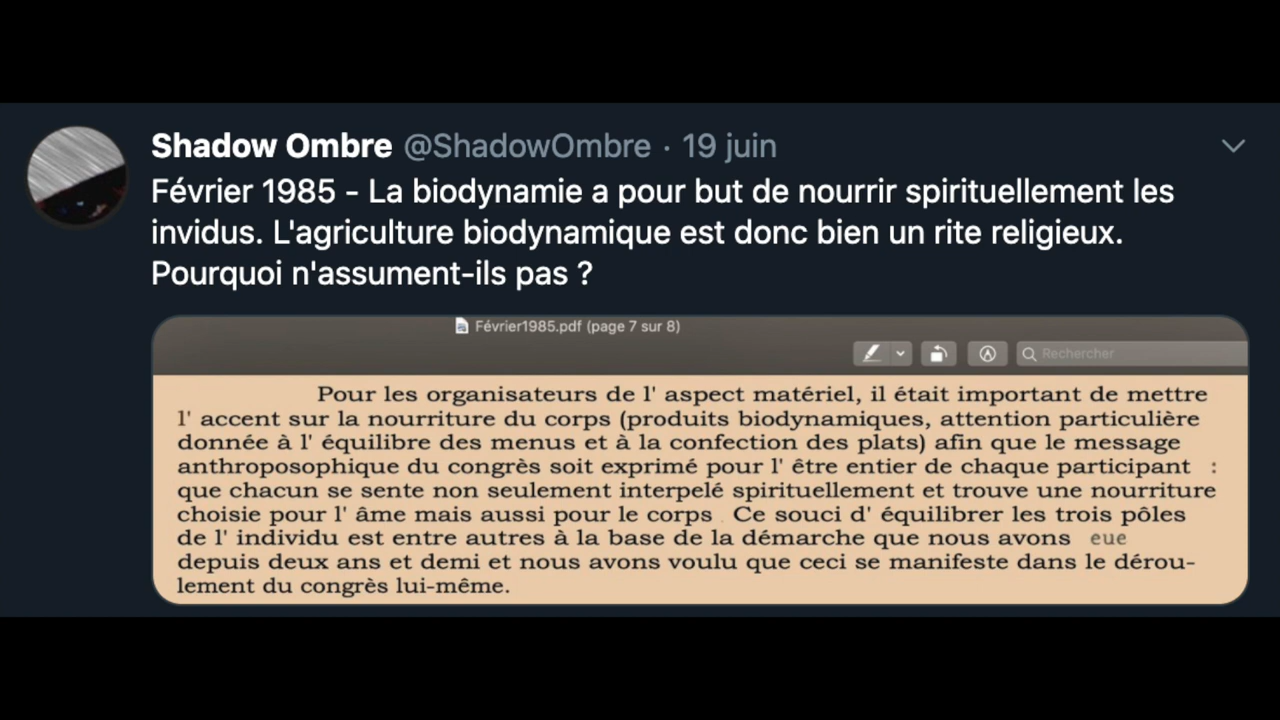 Shadow Ombre @ShadowOmbre · 19 juin
Février 1985 - La biodynamie a pour but de nourrir spirituellement les
invidus. L'agriculture biodynamique est donc bien un rite religieux.
Pourquoi n'assument-ils pas ?
Février1985.pdf (page 7 sur 8)
Rechercher
Pour les organisateurs de l' aspect matériel, il était important de mettre
l' accent sur la nourriture du corps (produits biodynamiques, attention particulière
donnée à l' équilibre des menus et à la confection des plats) afin que le message
anthroposophique du congrès soit exprimé pour l' être entier de chaque participant :
que chacun se sente non seulement interpelé spirituellement et trouve une nourriture
choisie pour l' âme mais aussi pour le corps . Ce souci d' équilibrer les trois pôles
de l' individu est entre autres à la base de la démarche que nous avons eue
depuis deux ans et demi et nous avons voulu que ceci se manifeste dans le dérou-
lement du congrès lui-même.